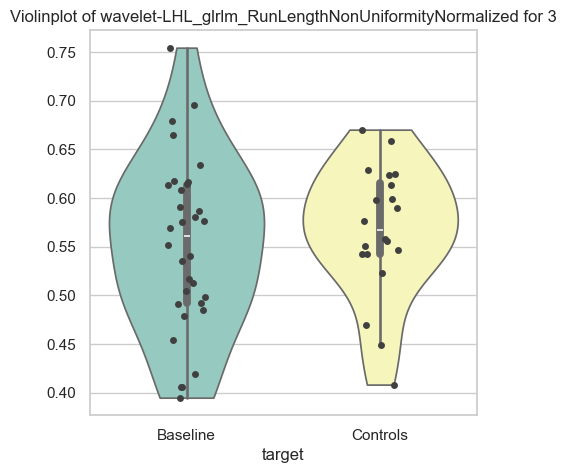 Violinplot of wavelet-LHL_glrlm_RunLengthNonUniformityNormalized for 3
0.75
0.70
0.65
0.60
0.55
0.50
0.45
0.40
Baseline
Controls
target